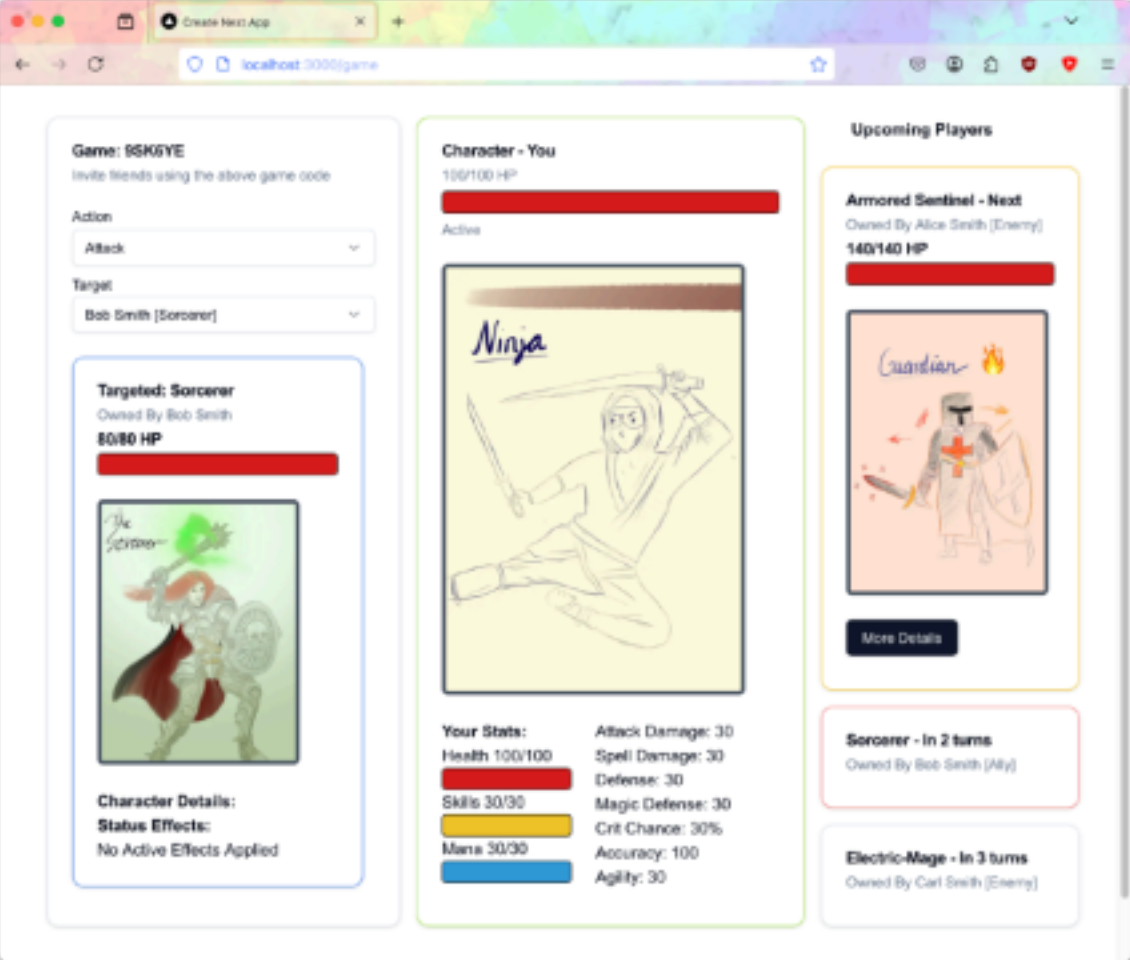 Create Next App
localhost:3000/game
Game: 9SK6YE
Invite friends using the above game code
Action
Attack
Target
Bob Smith [Sorcerer]
Targeted: Sorcerer
Owned By Bob Smith
80/80 HP
The
Sorcerer
Character Details:
Status Effects:
No Active Effects Applied
Character - You
100/100 HP
Active
Ninja
Your Stats:
Health 100/100
Skills 30/30
Mana 30/30
Attack Damage: 30
Spell Damage: 30
Defense: 30
Magic Defense: 30
Crit Chance: 30%
Accuracy: 100
Agility: 30
Upcoming Players
Armored Sentinel - Next
Owned By Alice Smith [Enemy]
140/140 HP
Guardian 🔥
More Details
Sorcerer - In 2 turns
Owned By Bob Smith [Ally]
Electric-Mage - In 3 turns
Owned By Carl Smith [Enemy]